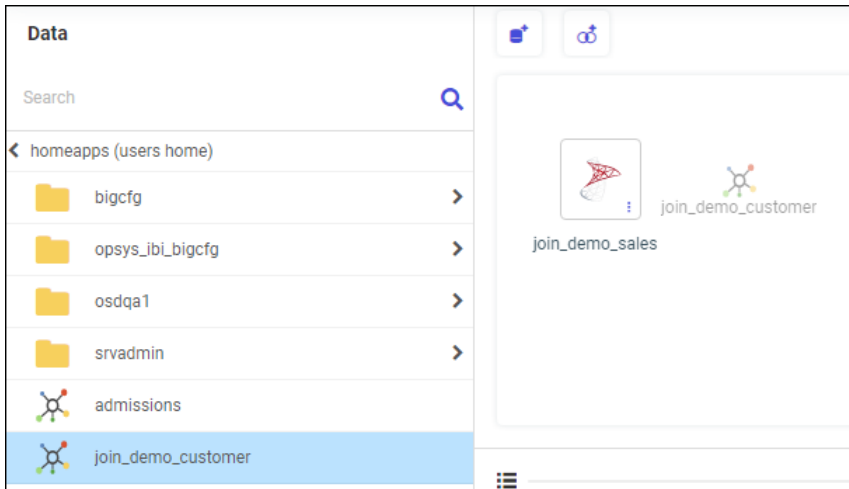 Data
Search
homeapps (users home)
bigcfg
opsys_ibi_bigcfg
osdqa1
srvadmin
admissions
join_demo_customer
join_demo_customer
join_demo_sales